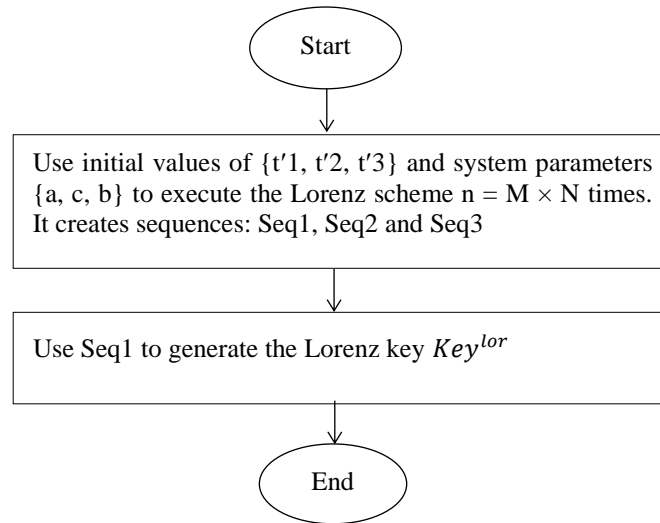 Start
Use initial values of {t′1, t′2, t′3} and system parameters
{a, c, b} to execute the Lorenz scheme n = M × N times.
It creates sequences: Seq1, Seq2 and Seq3
Use Seq1 to generate the Lorenz key Key^lor
End